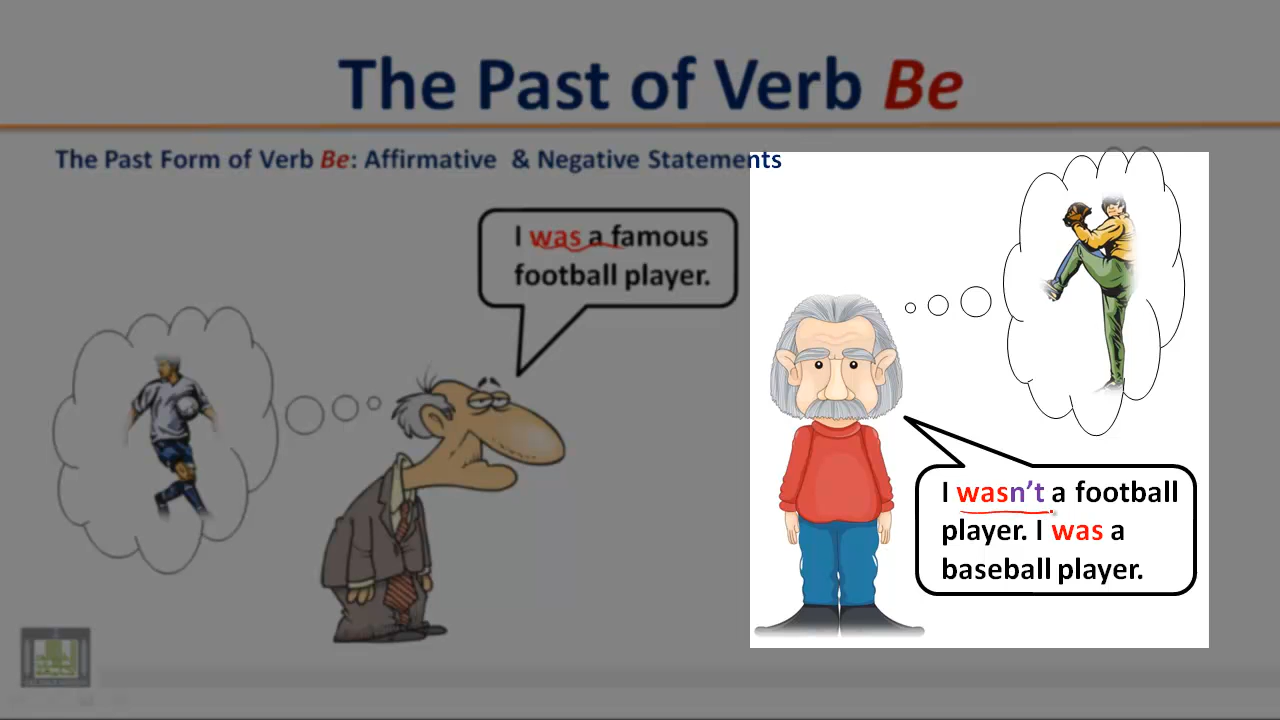 The Past of Verb Be
The Past Form of Verb Be: Affirmative & Negative Statements
I was a famous
football player.
I wasn't a football
player. I was a
baseball player.